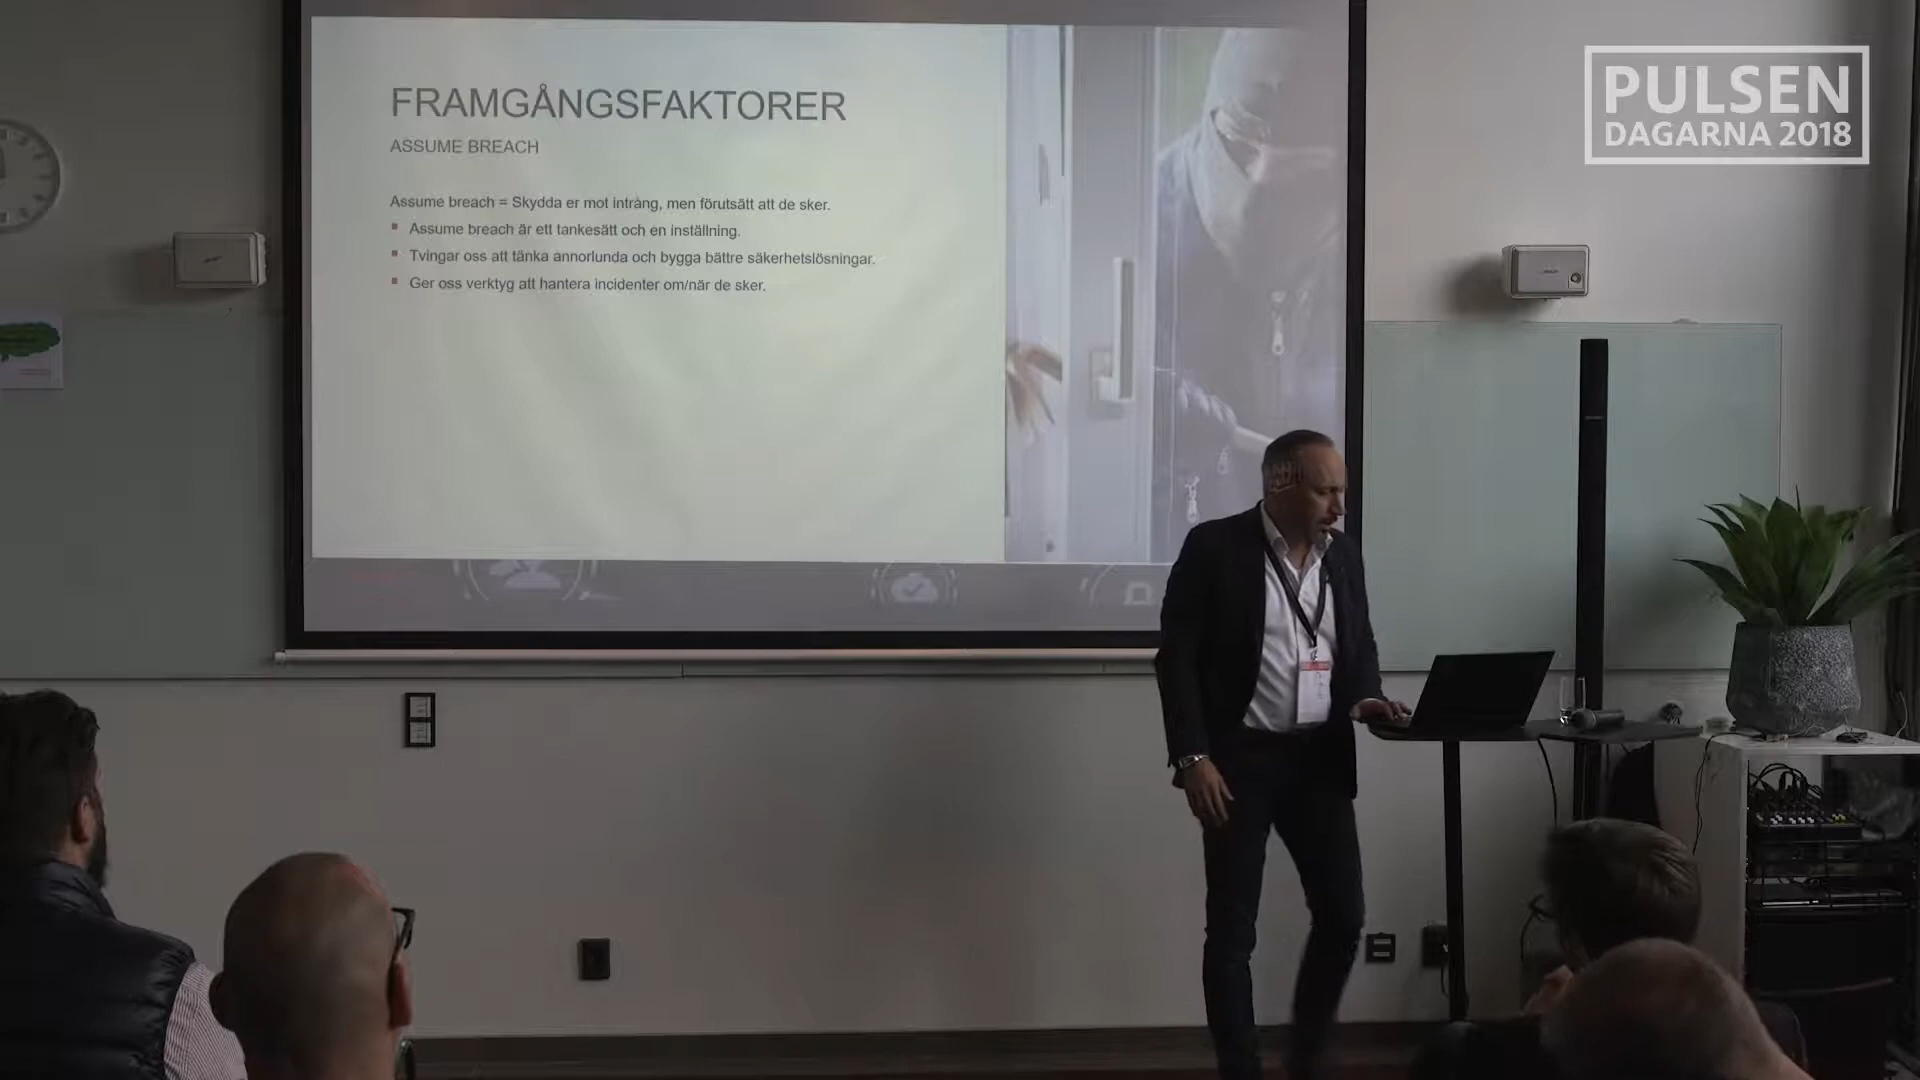 FRAMGÅNGSFAKTORER
ASSUME BREACH
Assume breach = Skydda er mot intrång, men förutsätt att de sker.
Assume breach är ett tankesätt och en inställning.
Tvingar oss att tänka annorlunda och bygga bättre säkerhetslösningar.
Ger oss verktyg att hantera incidenter om/när de sker.
PULSEN
DAGARNA 2018